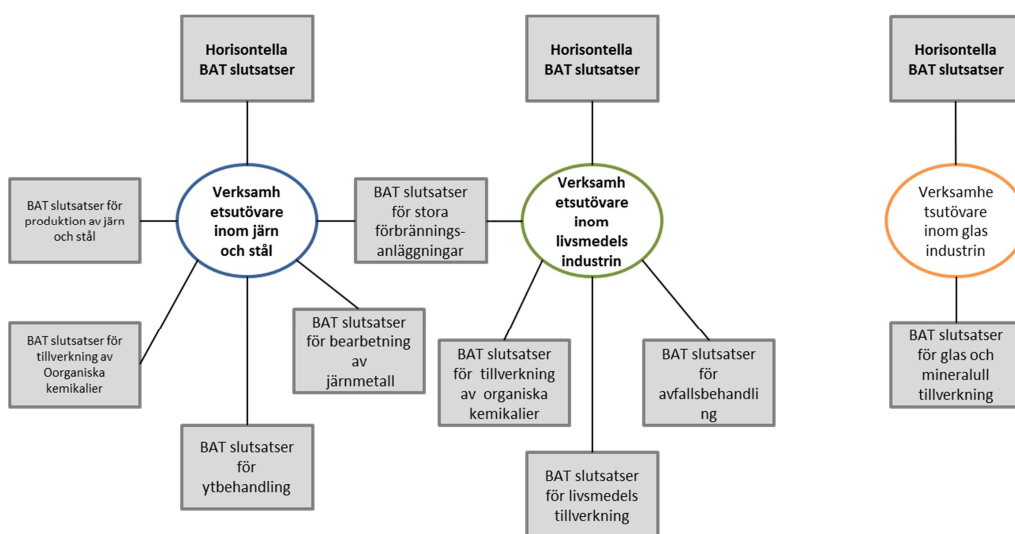 Horisontella
BAT slutsatser
Horisontella
BAT slutsatser
Horisontella
BAT slutsatser
BAT slutsatser för
produktion av järn
och stål
Verksamh
etsutövare
inom järn
och stål
BAT slutsatser
för stora
förbrännings-
anläggningar
Verksamh
etsutövare
inom
livsmedels
industrin
Verksamhe
tsutövare
inom glas
industrin
BAT slutsatser för
tillverkning av
Oorganiska
kemikalier
BAT slutsatser
för bearbetning
av
järnmetall
BAT slutsatser
för tillverkning
av organiska
kemikalier
BAT slutsatser
för
avfallsbehandli
ng
BAT slutsatser
för glas och
mineralull
tillverkning
BAT slutsatser
för
ytbehandling
BAT slutsatser
för livsmedels
tillverkning